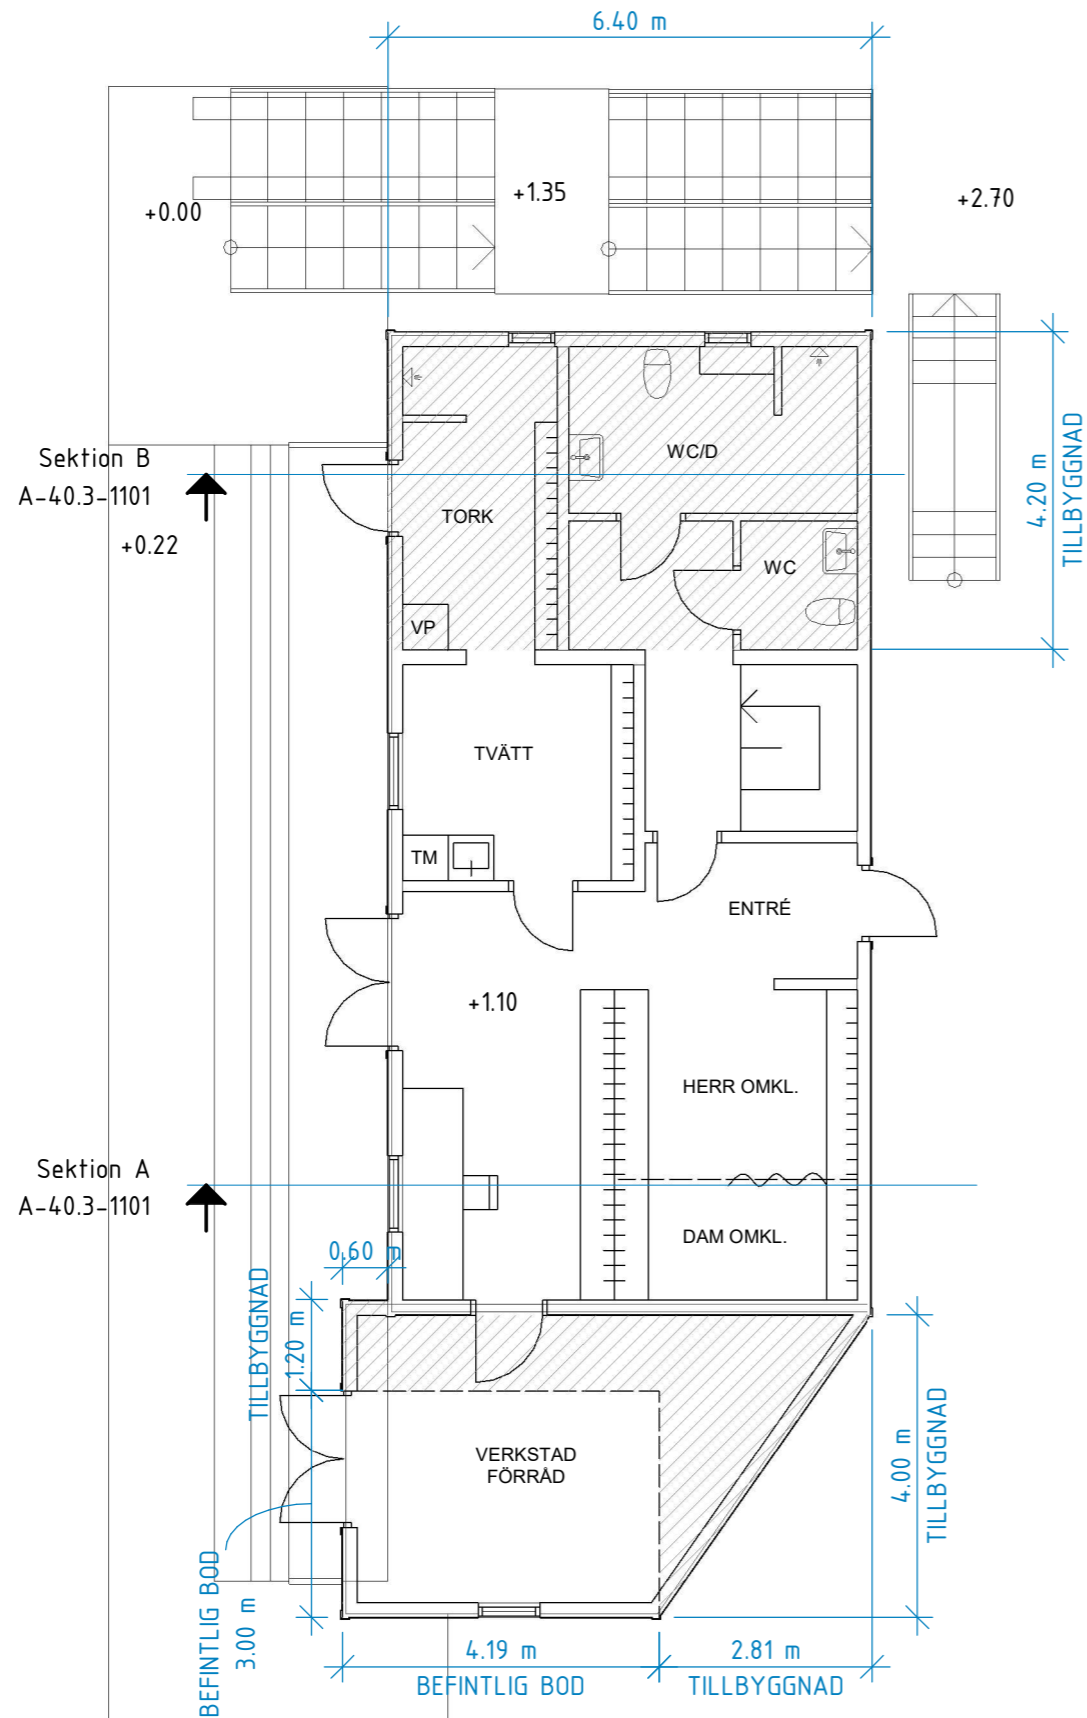 6.40 m
+0.00
+1.35
+2.70
Sektion B
A-40.3-1101
+0.22
WC/D
TORK
WC
VP
4.20 m
TILLBYGGNAD
TVÄTT
TM
ENTRÉ
+1.10
HERR OMKL.
Sektion A
A-40.3-1101
DAM OMKL.
0.60 m
TILLBYGGNAD
1.20 m
VERKSTAD
FÖRRÅD
4.00 m
TILLBYGGNAD
BEFINTLIG BOD
3.00 m
4.19 m
BEFINTLIG BOD
2.81 m
TILLBYGGNAD